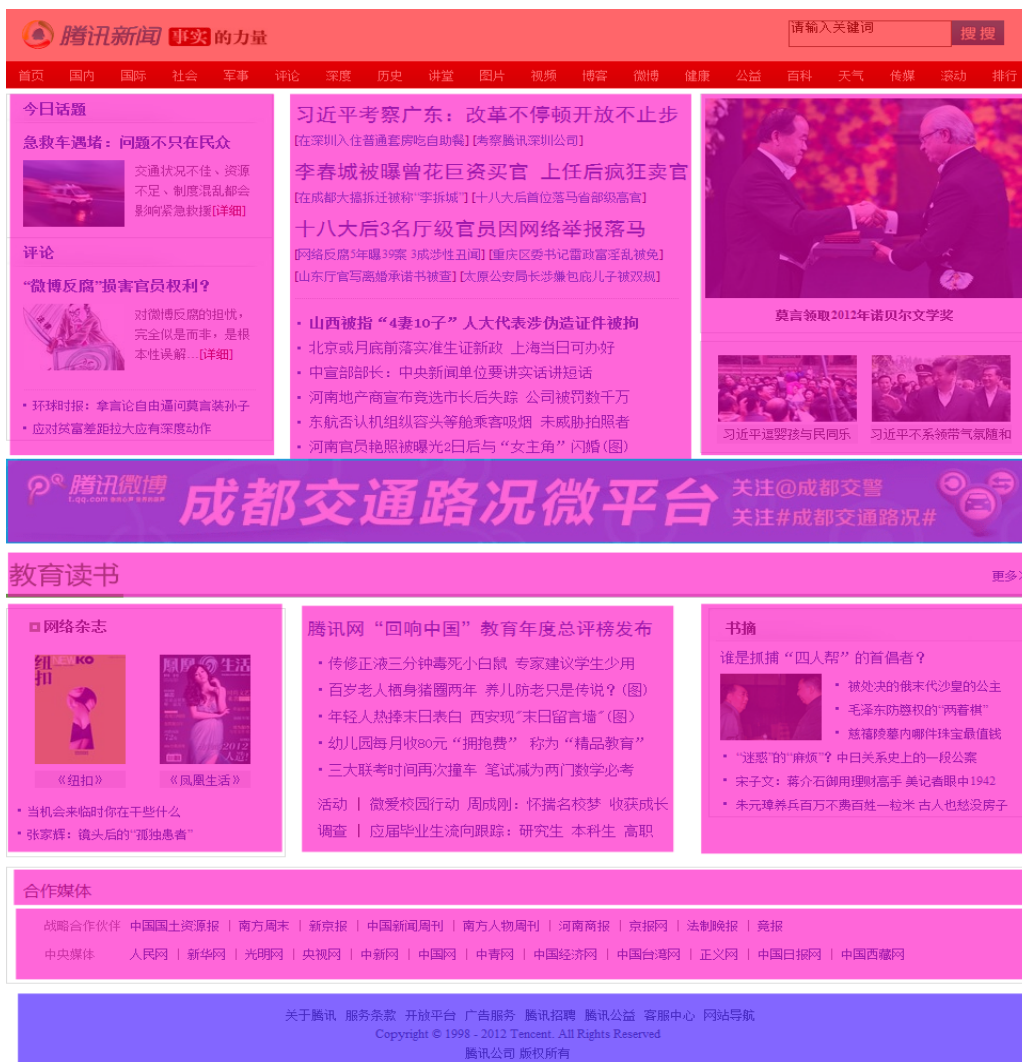 腾讯新闻 事实的力量
请输入关键词 搜搜
首页 国内 国际 社会 军事 评论 深度 历史 讲堂 图片 视频 博客 微博 健康 公益 百科 天气 传媒 滚动 排行
今日话题
急救车遇堵：问题不只在民众
交通状况不佳、资源
不足、制度混乱都会
影响紧急救援[详细]
评论
“微博反腐”损害官员权利？
对微博反腐的担忧，
完全似是而非，是根
本性误解…[详细]
· 环球时报：拿言论自由逼问莫言装孙子
· 应对贫富差距拉大应有深度动作
习近平考察广东：改革不停顿开放不止步
[在深圳入住普通套房吃自助餐] [考察腾讯深圳公司]
李春城被曝曾花巨资买官 上任后疯狂卖官
[在成都大搞拆迁被称“李拆城”] [十八大后首位落马省部级高官]
十八大后3名厅级官员因网络举报落马
[网络反腐5年曝39案 3成涉性丑闻] [重庆区委书记雷政富淫乱被免]
[山东厅官写离婚承诺书被查] [太原公安局长涉嫌包庇儿子被双规]
· 山西被指“4妻10子”人大代表涉伪造证件被拘
· 北京或月底前落实准生证新政 上海当日可办好
· 中宣部部长：中央新闻单位要讲实话讲短话
· 河南地产商宣布竞选市长后失踪 公司被罚数千万
· 东航否认机组纵容头等舱乘客吸烟 未威胁拍照者
· 河南官员艳照被曝光2日后与“女主角”闪婚(图)
莫言领取2012年诺贝尔文学奖
习近平逗婴孩与民同乐 习近平不系领带气氛随和
腾讯微博
t.qq.com
成都交通路况微平台
关注@成都交警
关注#成都交通路况#
教育读书
更多
网络杂志
《纽扣》 《凤凰生活》
· 当机会来临时你在干些什么
· 张家辉：镜头后的“孤独患者”
腾讯网“回响中国”教育年度总评榜发布
· 传修正液三分钟毒死小白鼠 专家建议学生少用
· 百岁老人栖身猪圈两年 养儿防老只是传说？(图)
· 年轻人热捧末日表白 西安现"末日留言墙"(图)
· 幼儿园每月收80元“拥抱费” 称为“精品教育”
· 三大联考时间再次撞车 笔试减为两门数学必考
活动 | 微爱校园行动 周成刚：怀揣名校梦 收获成长
调查 | 应届毕业生流向跟踪：研究生 本科生 高职
书摘
谁是抓捕“四人帮”的首倡者？
· 被处决的俄末代沙皇的公主
· 毛泽东防篡权的“两着棋”
· 慈禧陵墓内哪件珠宝最值钱
· “迷惑”的“麻烦”？中日关系史上的一段公案
· 宋子文：蒋介石御用理财高手 美记者眼中1942
· 朱元璋养兵百万不费百姓一粒米 古人也愁没房子
合作媒体
战略合作伙伴 中国国土资源报 | 南方周末 | 新京报 | 中国新闻周刊 | 南方人物周刊 | 河南商报 | 京报网 | 法制晚报 | 竞报
中央媒体 人民网 | 新华网 | 光明网 | 央视网 | 中新网 | 中国网 | 中青网 | 中国经济网 | 中国台湾网 | 正义网 | 中国日报网 | 中国西藏网
关于腾讯 服务条款 开放平台 广告服务 腾讯招聘 腾讯公益 客服中心 网站导航
Copyright © 1998 - 2012 Tencent. All Rights Reserved
腾讯公司 版权所有